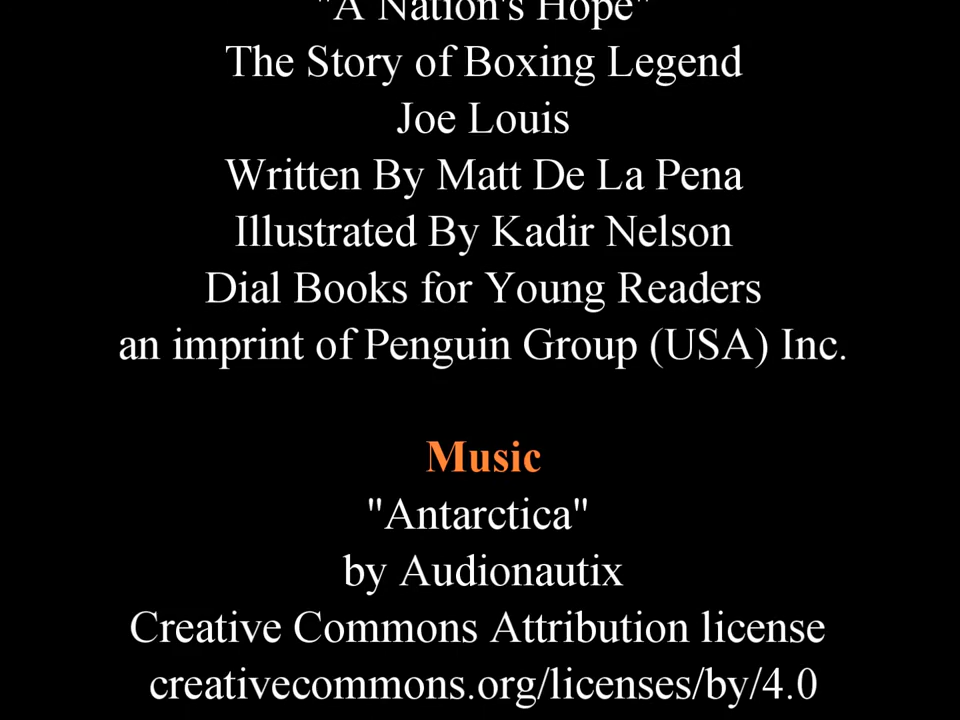 "A Nation's Hope"
The Story of Boxing Legend
Joe Louis
Written By Matt De La Pena
Illustrated By Kadir Nelson
Dial Books for Young Readers
an imprint of Penguin Group (USA) Inc.
Music
"Antarctica"
by Audionautix
Creative Commons Attribution license
creativecommons.org/licenses/by/4.0